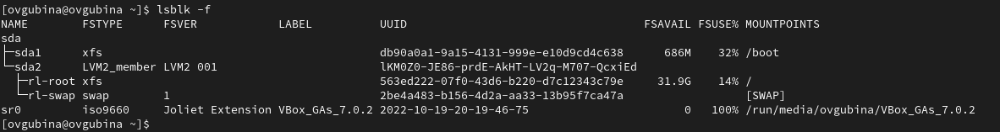 [ovgubina@ovgubina ~]$ lsblk -f
NAME        FSTYPE      FSVER            LABEL         UUID                                   FSAVAIL FSUSE% MOUNTPOINTS
sda
├─sda1      xfs                                        db90a0a1-9a15-4131-999e-e10d9cd4c638      686M    32% /boot
└─sda2      LVM2_member LVM2 001                       lKM0Z0-JE86-prdE-AkHT-LV2q-M707-QcxiEd
  ├─rl-root xfs                                        563ed222-07f0-43d6-b220-d7c12343c79e     31.9G    14% /
  └─rl-swap swap        1                              2be4a483-b156-4d2a-aa33-13b95f7ca47a                  [SWAP]
sr0         iso9660     Joliet Extension VBox_GAs_7.0.2 2022-10-19-20-19-46-75                      0   100% /run/media/ovgubina/VBox_GAs_7.0.2
[ovgubina@ovgubina ~]$